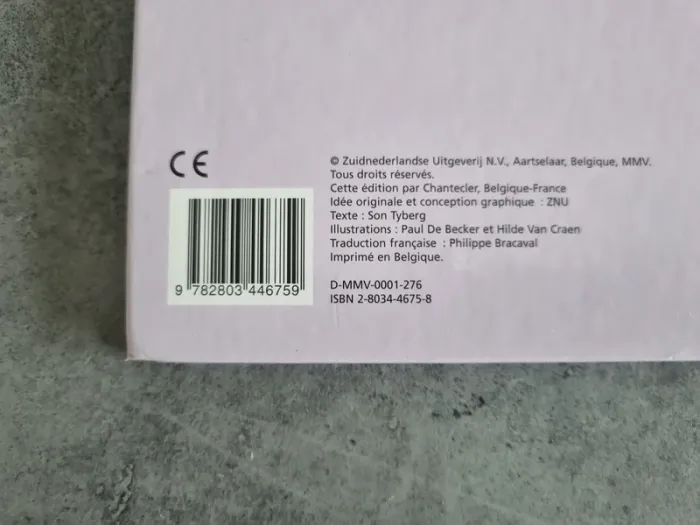 CE
© Zuidnederlandse Uitgeverij N.V., Aartselaar, Belgique, MMV.
Tous droits réservés.
Cette édition par Chantecler, Belgique-France
Idée originale et conception graphique : ZNU
Texte : Son Tyberg
Illustrations : Paul De Becker et Hilde Van Craen
Traduction française : Philippe Bracaval
Imprimé en Belgique.
D-MMV-0001-276
ISBN 2-8034-4675-8
9 782803 446759